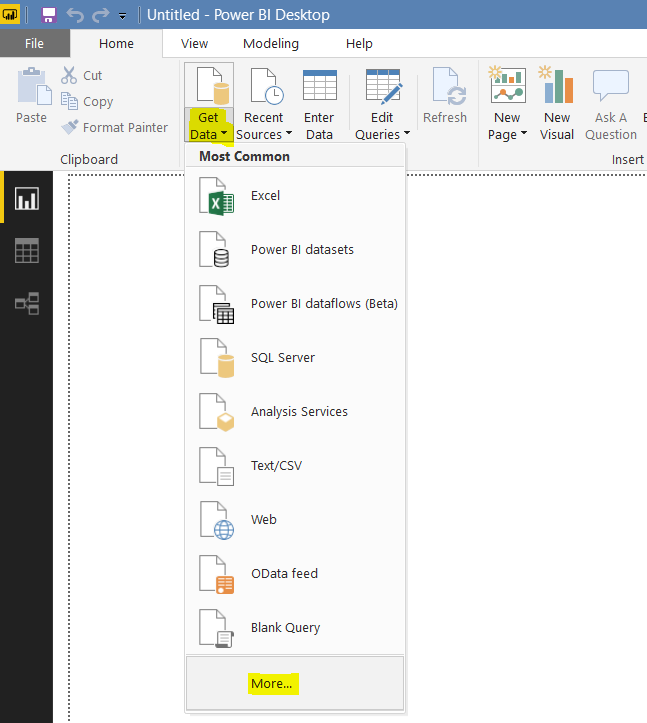 Untitled - Power BI Desktop
File Home View Modeling Help
Cut
Copy
Format Painter
Paste
Clipboard
Get Data
Recent Sources
Enter Data
Edit Queries
Refresh
New Page
New Visual
Ask A Question
Insert
Most Common
Excel
Power BI datasets
Power BI dataflows (Beta)
SQL Server
Analysis Services
Text/CSV
Web
OData feed
Blank Query
More...